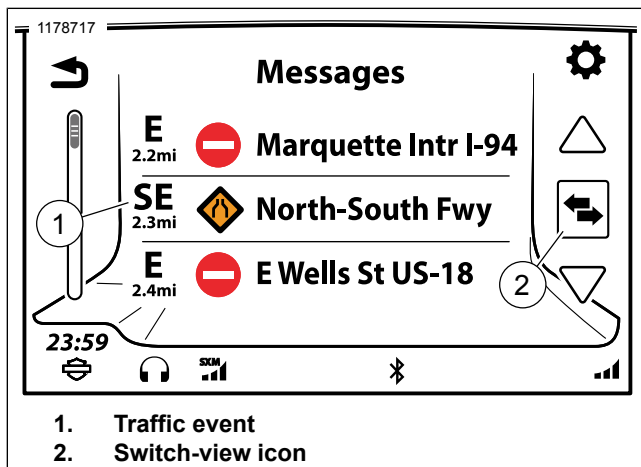 1178717
Messages
E
2.2mi
Marquette Intr I-94
SE
2.3mi
North-South Fwy
1
E
2.4mi
E Wells St US-18
2
23:59
SXM
1. Traffic event
2. Switch-view icon